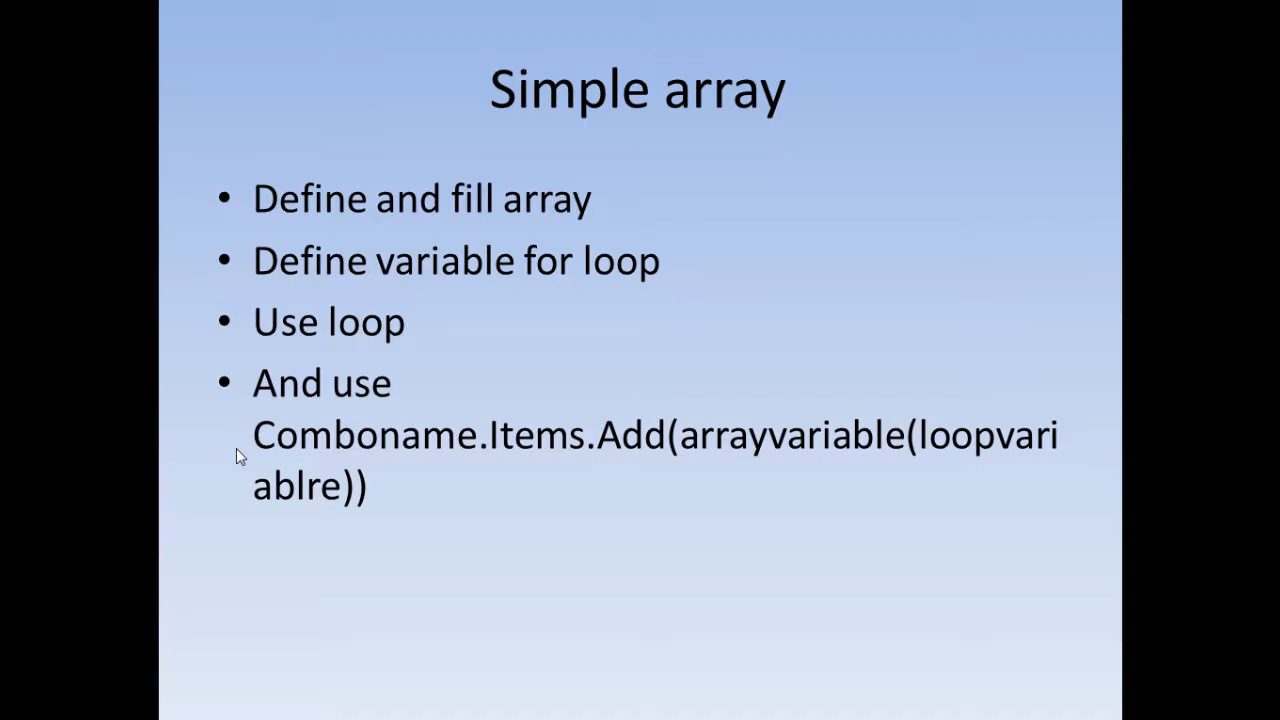 Simple array
• Define and fill array
• Define variable for loop
• Use loop
• And use
Comboname.Items.Add(arrayvariable(loopvari
ablre))